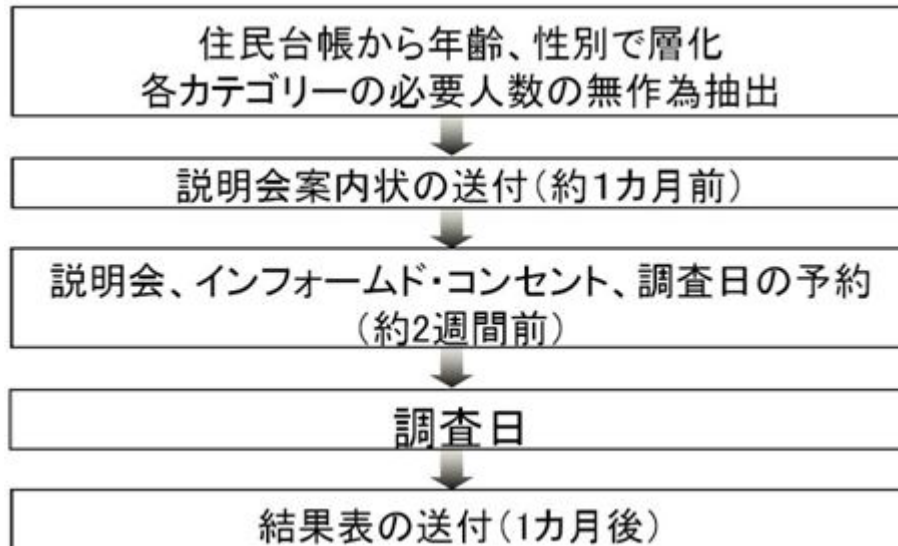 住民台帳から年齢、性別で層化
各カテゴリーの必要人数の無作為抽出
説明会案内状の送付（約１カ月前）
説明会、インフォームド・コンセント、調査日の予約
（約2週間前）
調査日
結果表の送付（1カ月後）